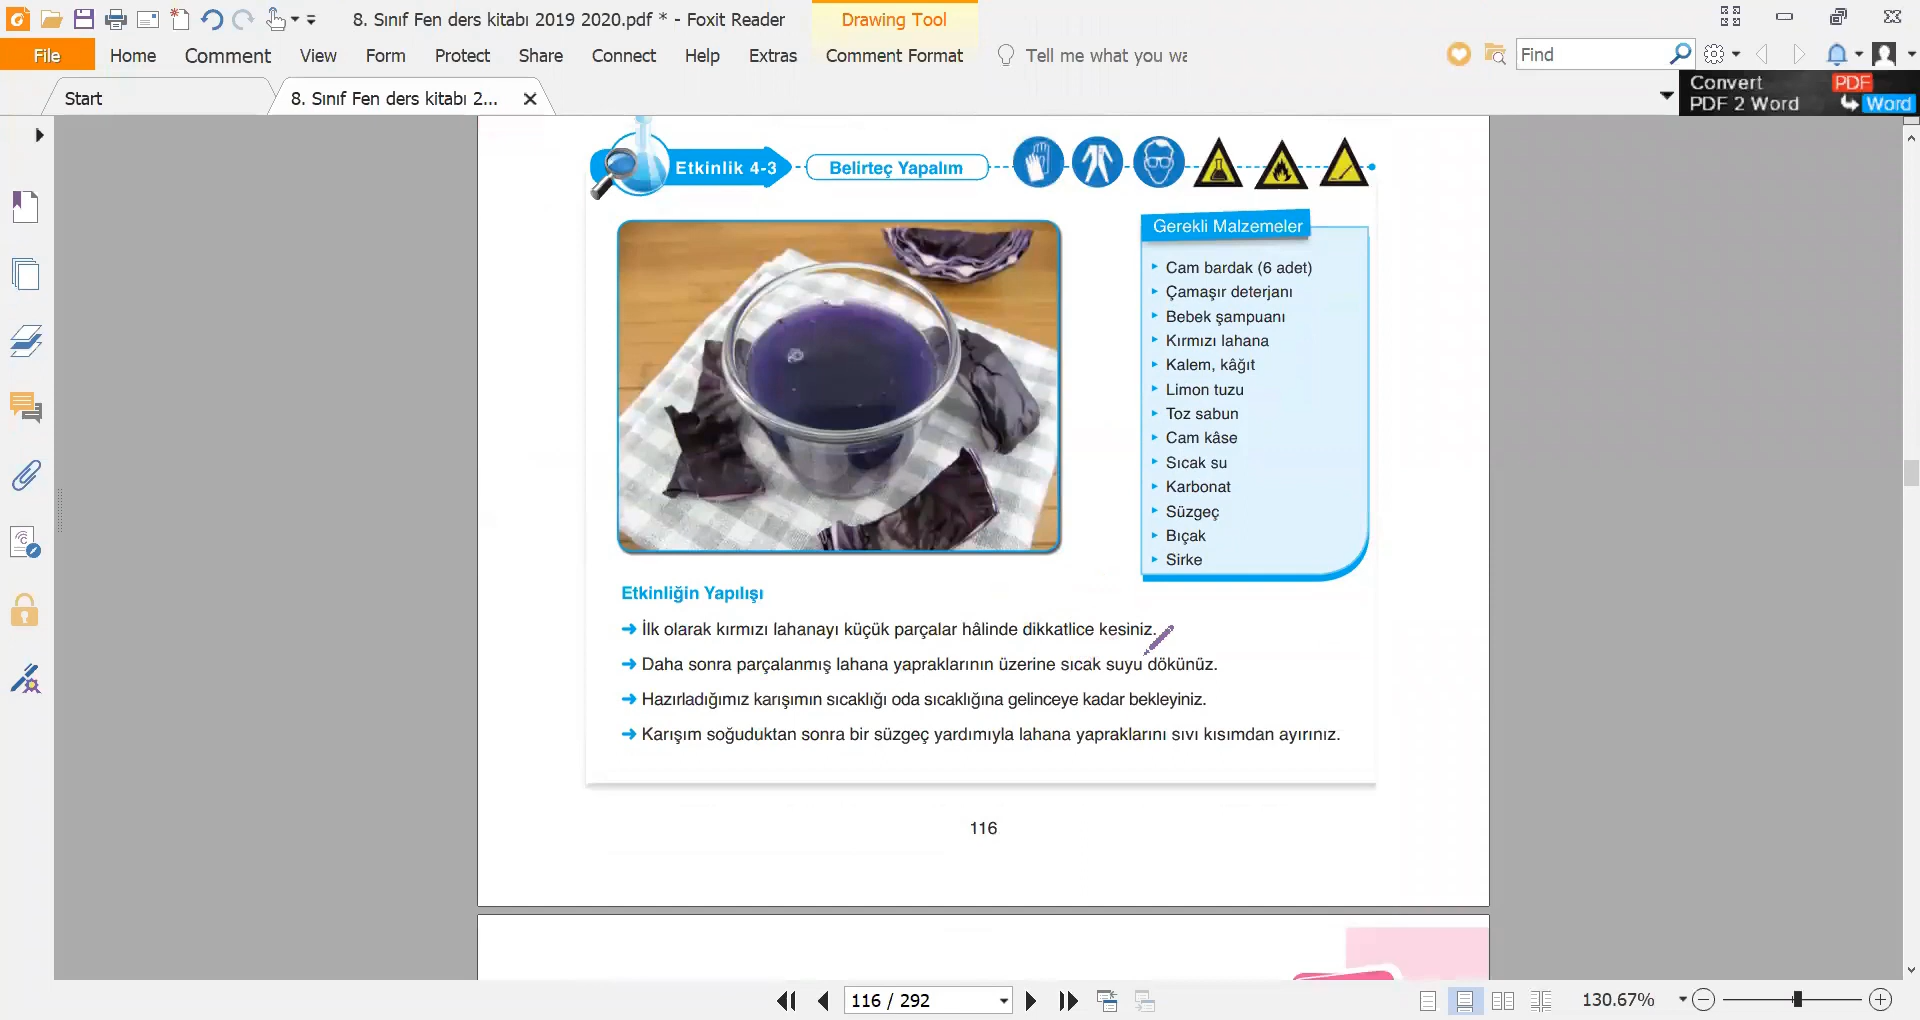 8. Sınıf Fen ders kitabı 2019 2020.pdf * - Foxit Reader
Drawing Tool
File
Home
Comment
View
Form
Protect
Share
Connect
Help
Extras
Comment Format
Tell me what you wa
Find
Start
8. Sınıf Fen ders kitabı 2...
Convert
PDF 2 Word
PDF
Word
Etkinlik 4-3
Belirteç Yapalım
Gerekli Malzemeler
Cam bardak (6 adet)
Çamaşır deterjanı
Bebek şampuanı
Kırmızı lahana
Kalem, kâğıt
Limon tuzu
Toz sabun
Cam kâse
Sıcak su
Karbonat
Süzgeç
Bıçak
Sirke
Etkinliğin Yapılışı
➜ İlk olarak kırmızı lahanayı küçük parçalar hâlinde dikkatlice kesiniz.
➜ Daha sonra parçalanmış lahana yapraklarının üzerine sıcak suyu dökünüz.
➜ Hazırladığımız karışımın sıcaklığı oda sıcaklığına gelinceye kadar bekleyiniz.
➜ Karışım soğuduktan sonra bir süzgeç yardımıyla lahana yapraklarını sıvı kısımdan ayırınız.
116
116 / 292
130.67%